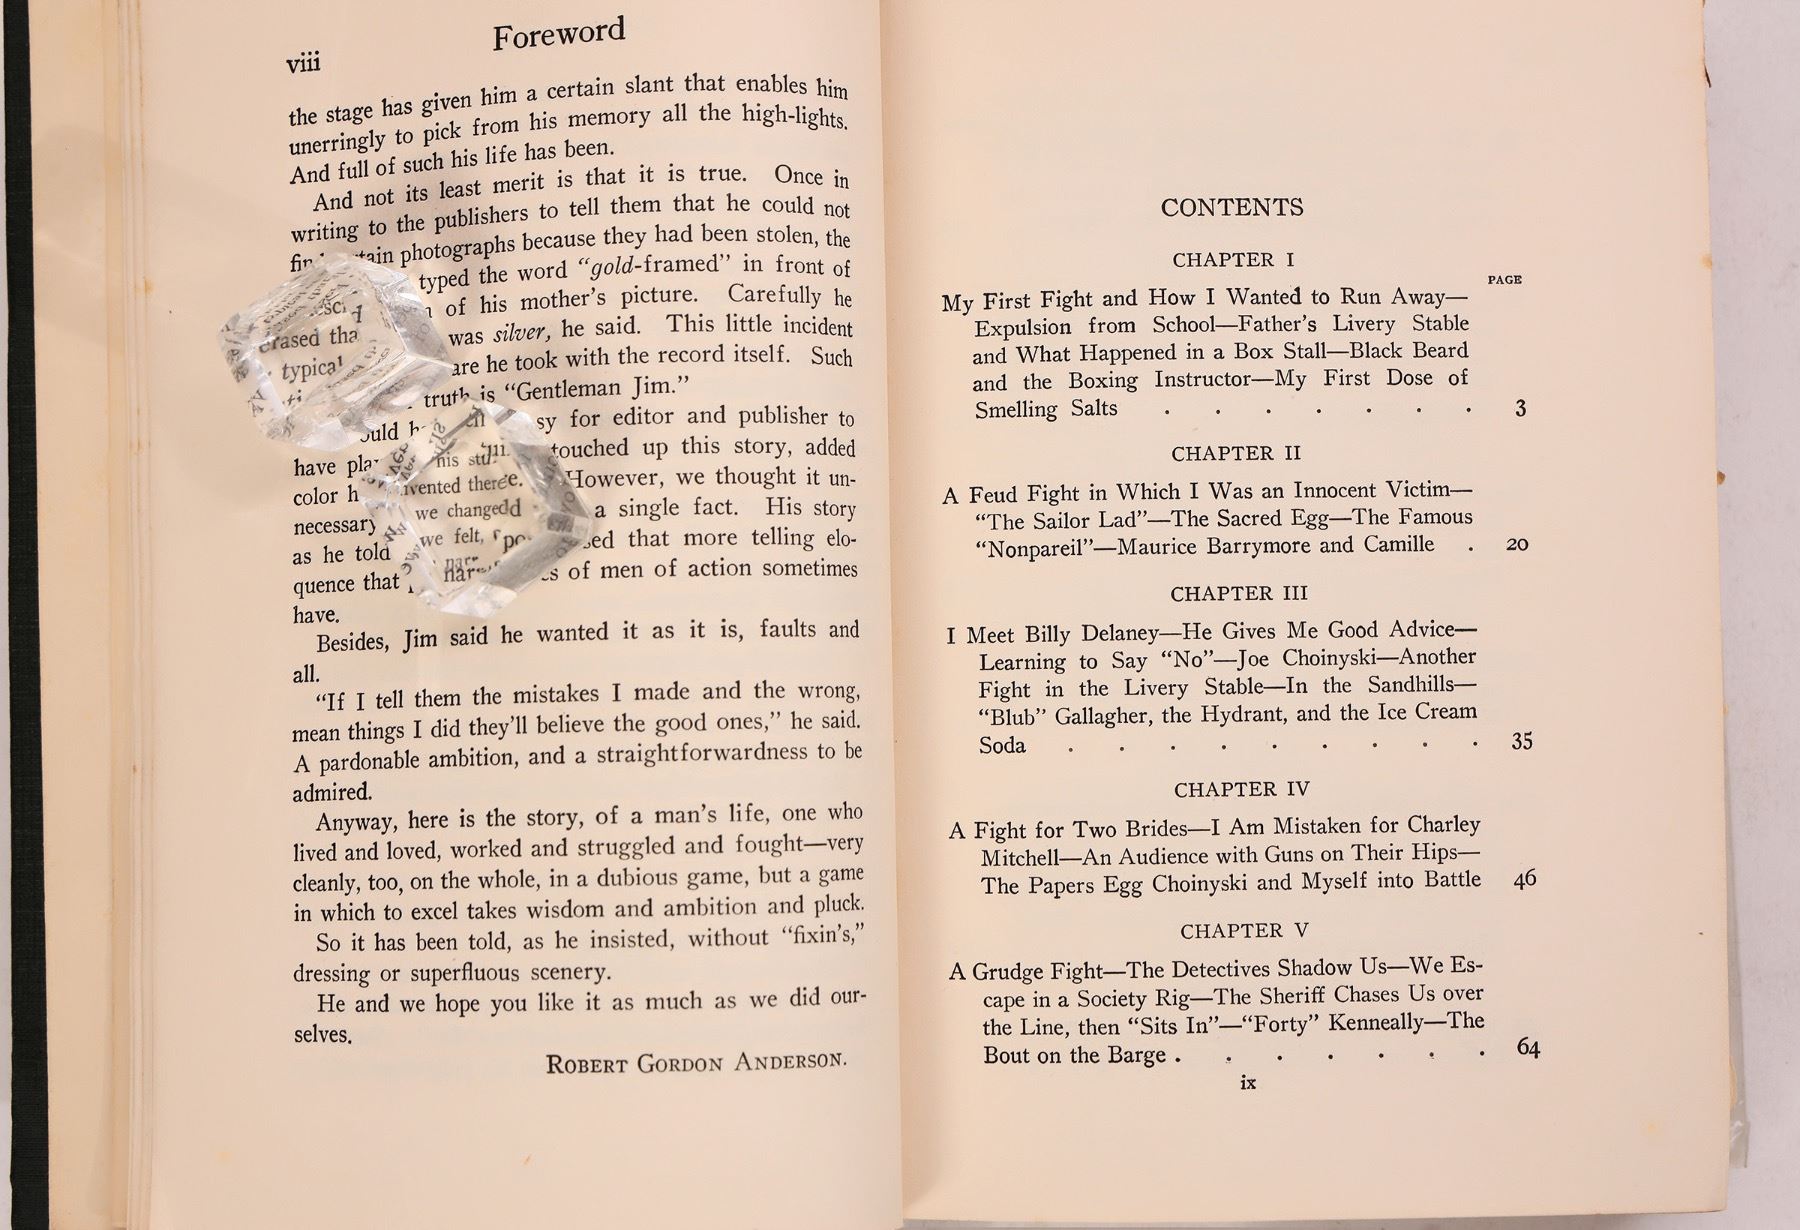 viii
Foreword
the stage has given him a certain slant that enables him
unerringly to pick from his memory all the high-lights.
And full of such his life has been.
And not its least merit is that it is true. Once in
writing to the publishers to tell them that he could not
photographs because they had been stolen, the
typed the word "gold-framed" in front of
of his mother's picture. Carefully he
erased was silver, he said. This little incident
typical he took with the record itself. Such
truth is "Gentleman Jim."
for editor and publisher to
have touched up this story, added
color However, we thought it un-
necessary we changed a single fact. His story
as he told we felt, that more telling elo-
quence that of men of action sometimes
have.
Besides, Jim said he wanted it as it is, faults and
all.
"If I tell them the mistakes I made and the wrong,
mean things I did they'll believe the good ones," he said.
A pardonable ambition, and a straightforwardness to be
admired.
Anyway, here is the story, of a man's life, one who
lived and loved, worked and struggled and fought—very
cleanly, too, on the whole, in a dubious game, but a game
in which to excel takes wisdom and ambition and pluck.
So it has been told, as he insisted, without "fixin's,"
dressing or superfluous scenery.
He and we hope you like it as much as we did our-
selves.
ROBERT GORDON ANDERSON.
CONTENTS
CHAPTER I
PAGE
My First Fight and How I Wanted to Run Away—
Expulsion from School—Father's Livery Stable
and What Happened in a Box Stall—Black Beard
and the Boxing Instructor—My First Dose of
Smelling Salts . . . . . . . 3
CHAPTER II
A Feud Fight in Which I Was an Innocent Victim—
"The Sailor Lad"—The Sacred Egg—The Famous
"Nonpareil"—Maurice Barrymore and Camille . 20
CHAPTER III
I Meet Billy Delaney—He Gives Me Good Advice—
Learning to Say "No"—Joe Choinyski—Another
Fight in the Livery Stable—In the Sandhills—
"Blub" Gallagher, the Hydrant, and the Ice Cream
Soda . . . . . . . . . 35
CHAPTER IV
A Fight for Two Brides—I Am Mistaken for Charley
Mitchell—An Audience with Guns on Their Hips—
The Papers Egg Choinyski and Myself into Battle 46
CHAPTER V
A Grudge Fight—The Detectives Shadow Us—We Es-
cape in a Society Rig—The Sheriff Chases Us over
the Line, then "Sits In"—"Forty" Kenneally—The
Bout on the Barge . . . . . . . 64
ix